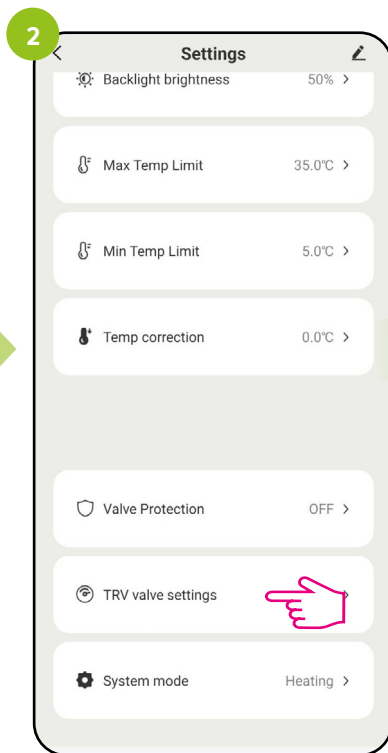 2
Settings
Backlight brightness 50%
Max Temp Limit 35.0℃
Min Temp Limit 5.0℃
Temp correction 0.0℃
Valve Protection OFF
TRV valve settings
System mode Heating